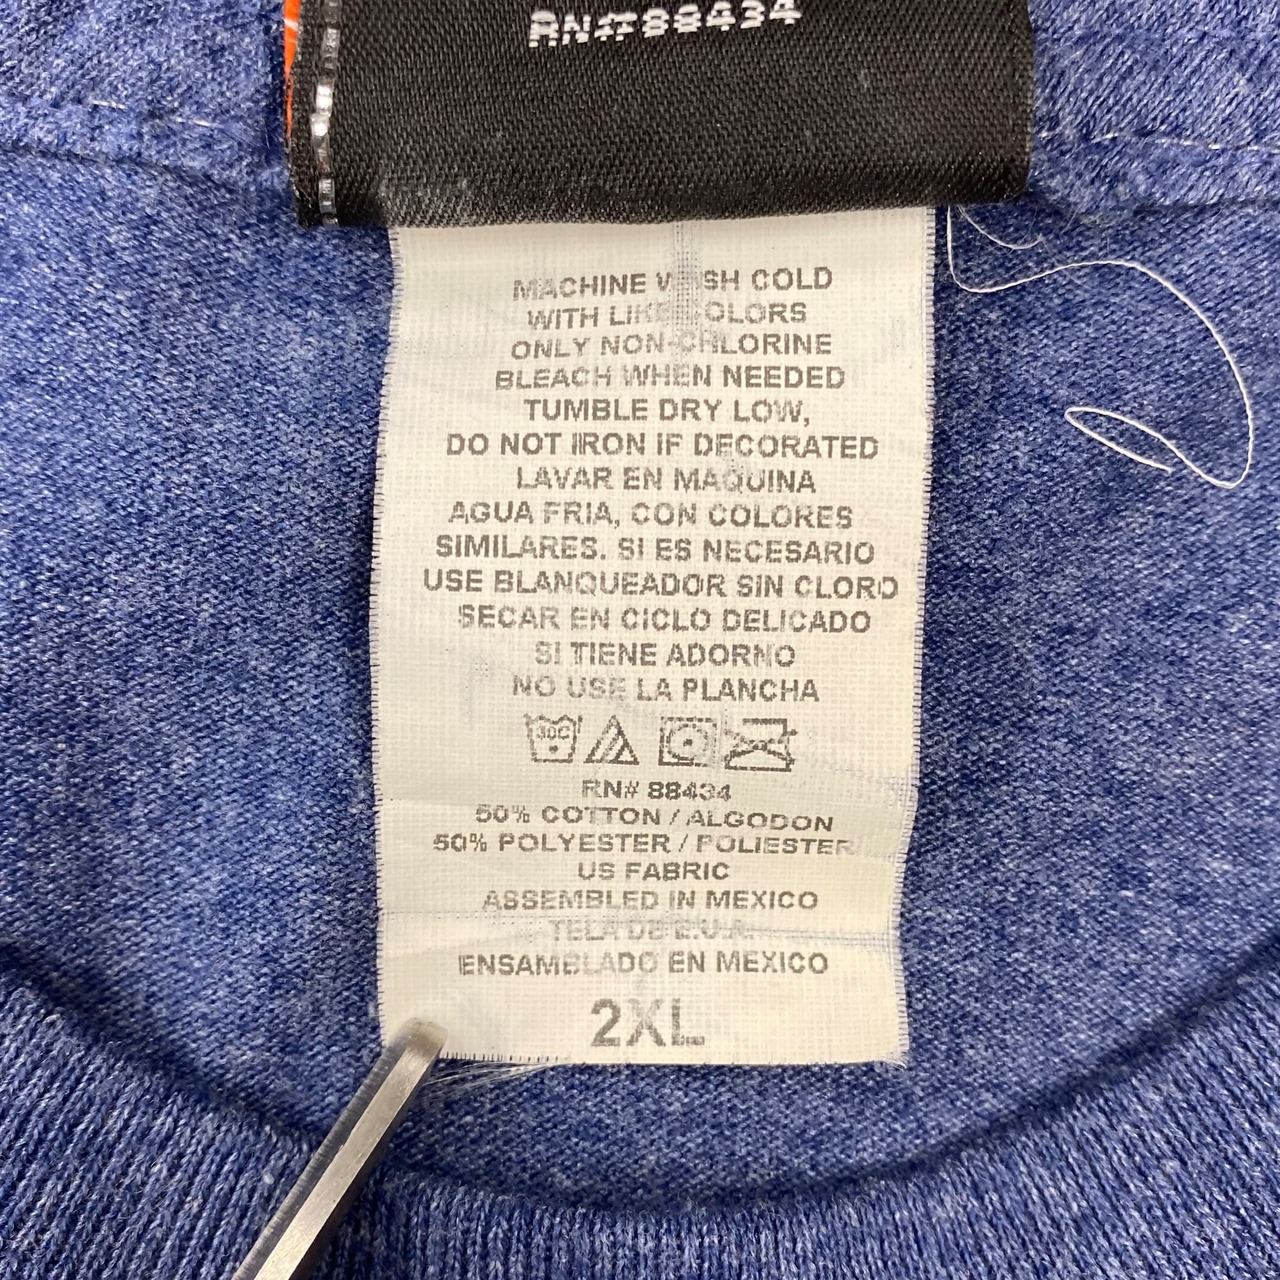 RN#88434
MACHINE WASH COLD
WITH LIKE COLORS
ONLY NON-CHLORINE
BLEACH WHEN NEEDED
TUMBLE DRY LOW,
DO NOT IRON IF DECORATED
LAVAR EN MAQUINA
AGUA FRIA, CON COLORES
SIMILARES. SI ES NECESARIO
USE BLANQUEADOR SIN CLORO
SECAR EN CICLO DELICADO
SI TIENE ADORNO
NO USE LA PLANCHA
30C
RN# 88434
50% COTTON / ALGODON
50% POLYESTER / POLIESTER
US FABRIC
ASSEMBLED IN MEXICO
TELA DE E.U.A.
ENSAMBLADO EN MEXICO
2XL